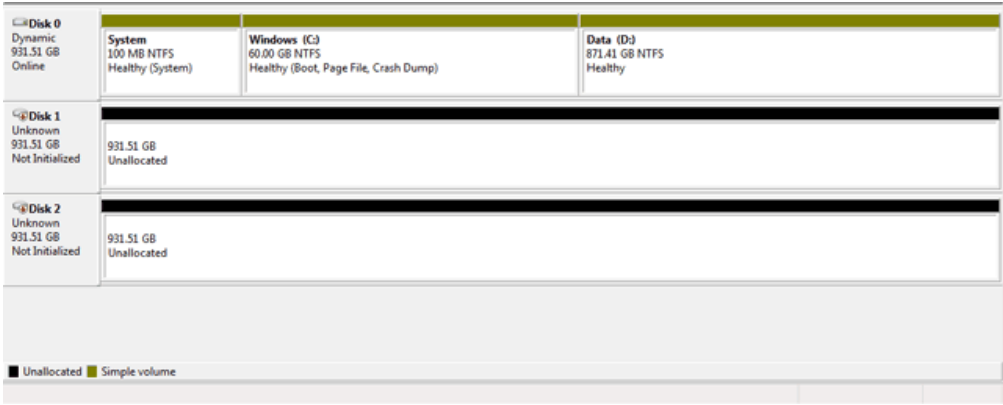 Disk 0
Dynamic
931.51 GB
Online
System
100 MB NTFS
Healthy (System)
Windows (C:)
60.00 GB NTFS
Healthy (Boot, Page File, Crash Dump)
Data (D:)
871.41 GB NTFS
Healthy
Disk 1
Unknown
931.51 GB
Not Initialized
931.51 GB
Unallocated
Disk 2
Unknown
931.51 GB
Not Initialized
931.51 GB
Unallocated
Unallocated Simple volume